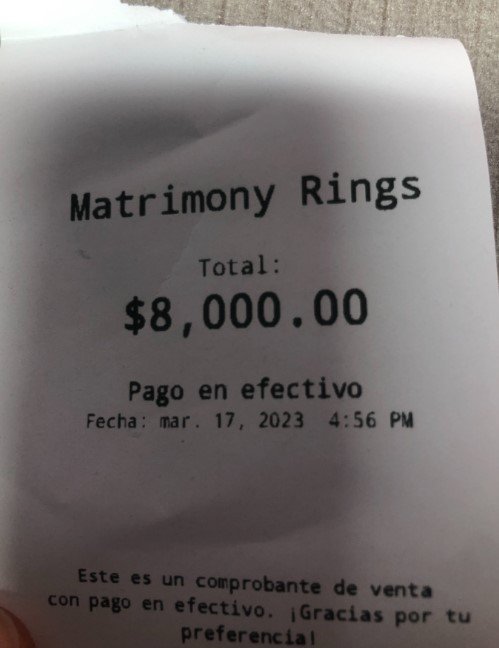 Matrimony Rings
Total:
$8,000.00
Pago en efectivo
Fecha: mar. 17, 2023 4:56 PM
Este es un comprobante de venta
con pago en efectivo. ¡Gracias por tu
preferencia!